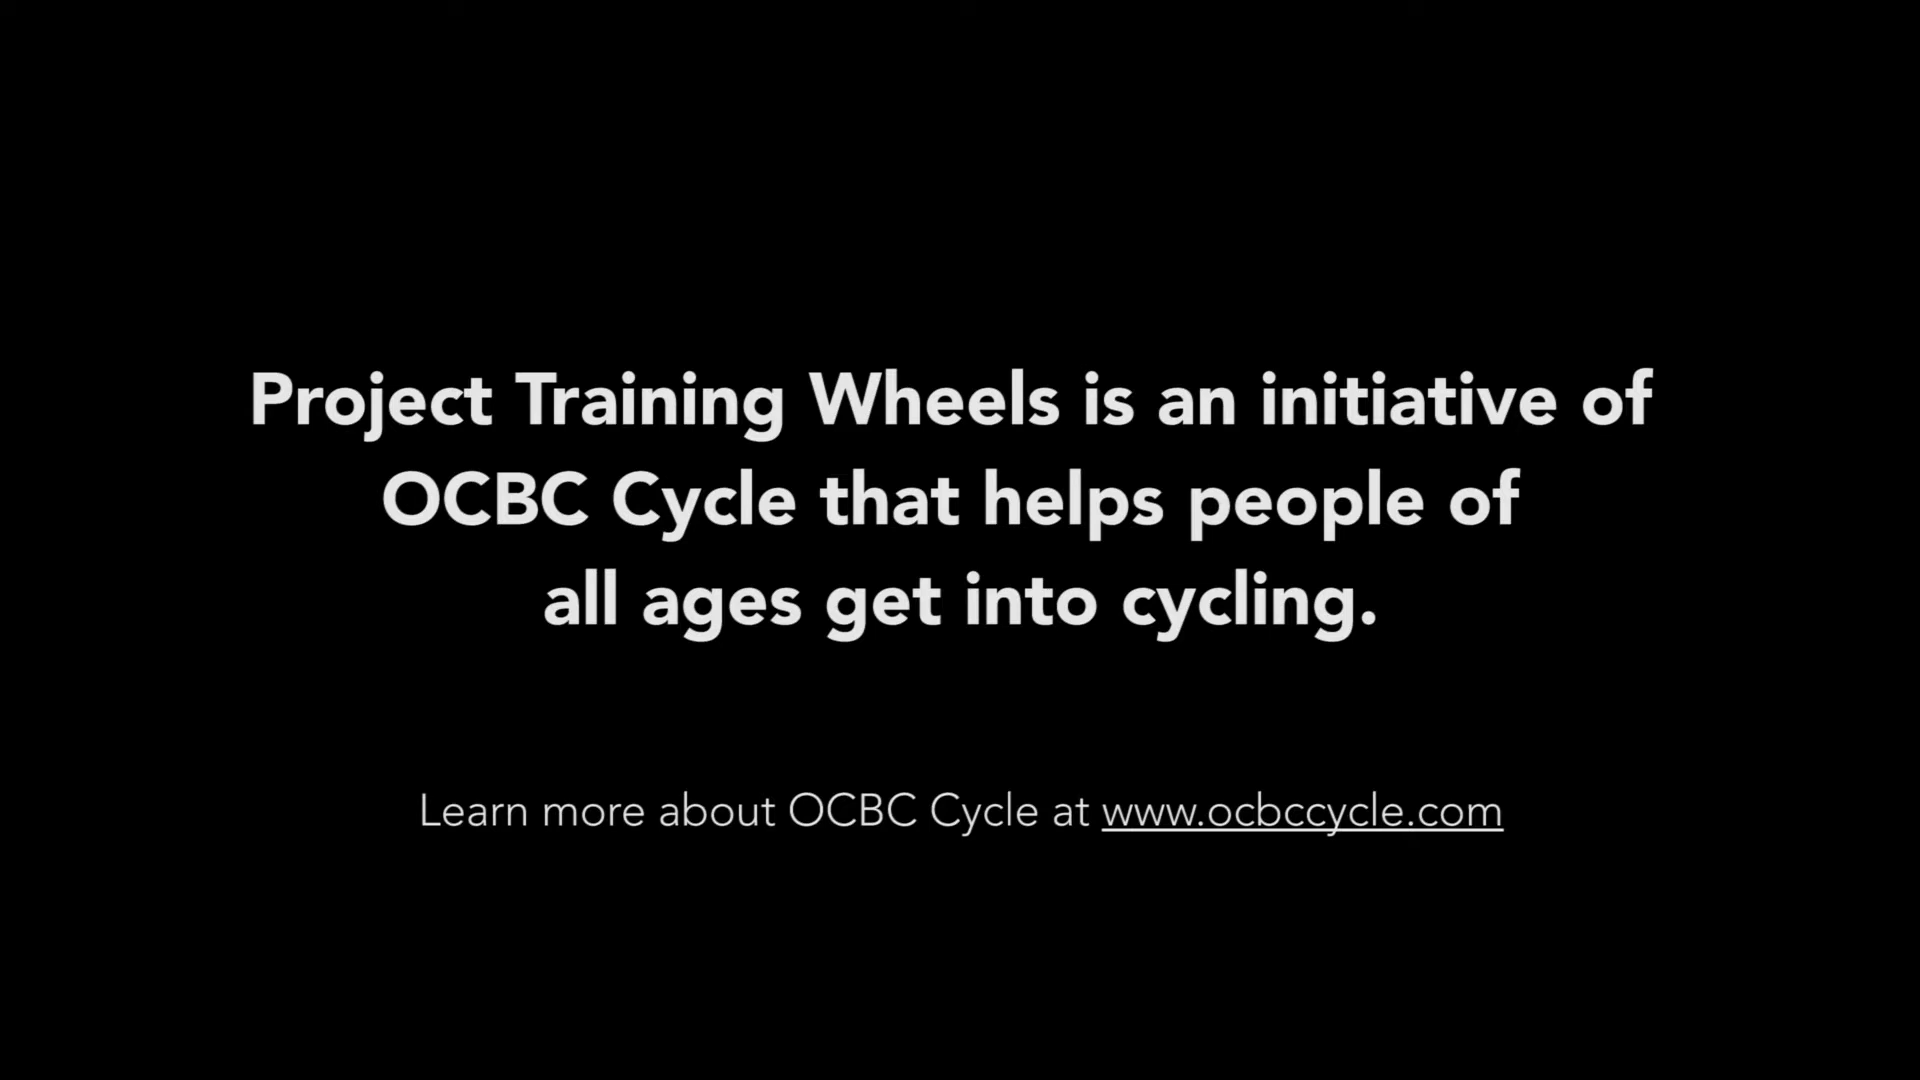 Project Training Wheels is an initiative of
OCBC Cycle that helps people of
all ages get into cycling.
Learn more about OCBC Cycle at www.ocbccycle.com